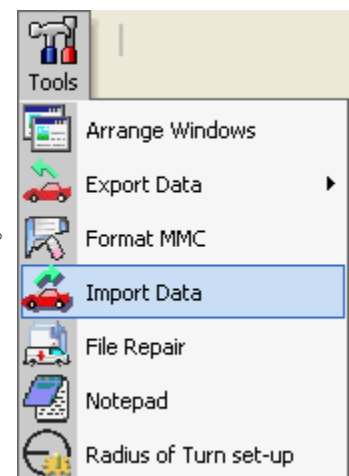 Tools
Arrange Windows
Export Data
Format MMC
Import Data
File Repair
Notepad
Radius of Turn set-up